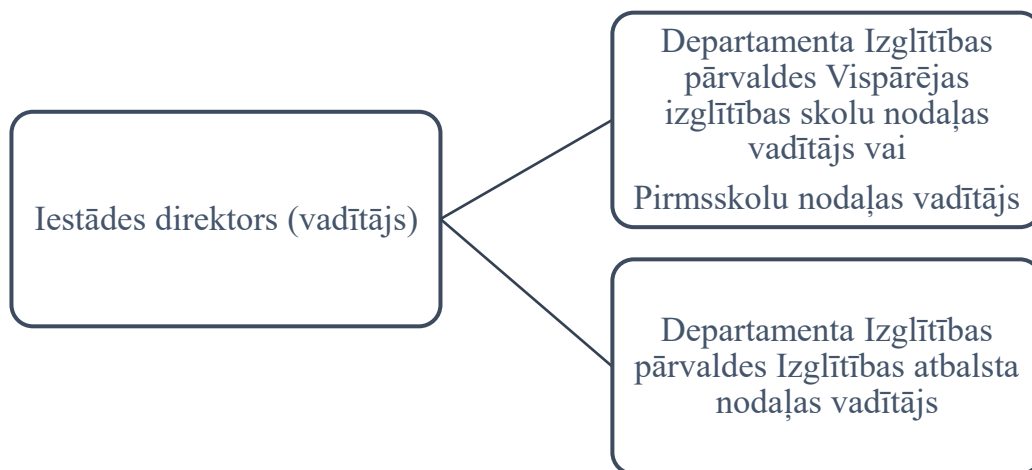 Iestādes direktors (vadītājs)
Departamenta Izglītības
pārvaldes Vispārējas
izglītības skolu nodaļas
vadītājs vai
Pirmsskolu nodaļas vadītājs
Departamenta Izglītības
pārvaldes Izglītības atbalsta
nodaļas vadītājs